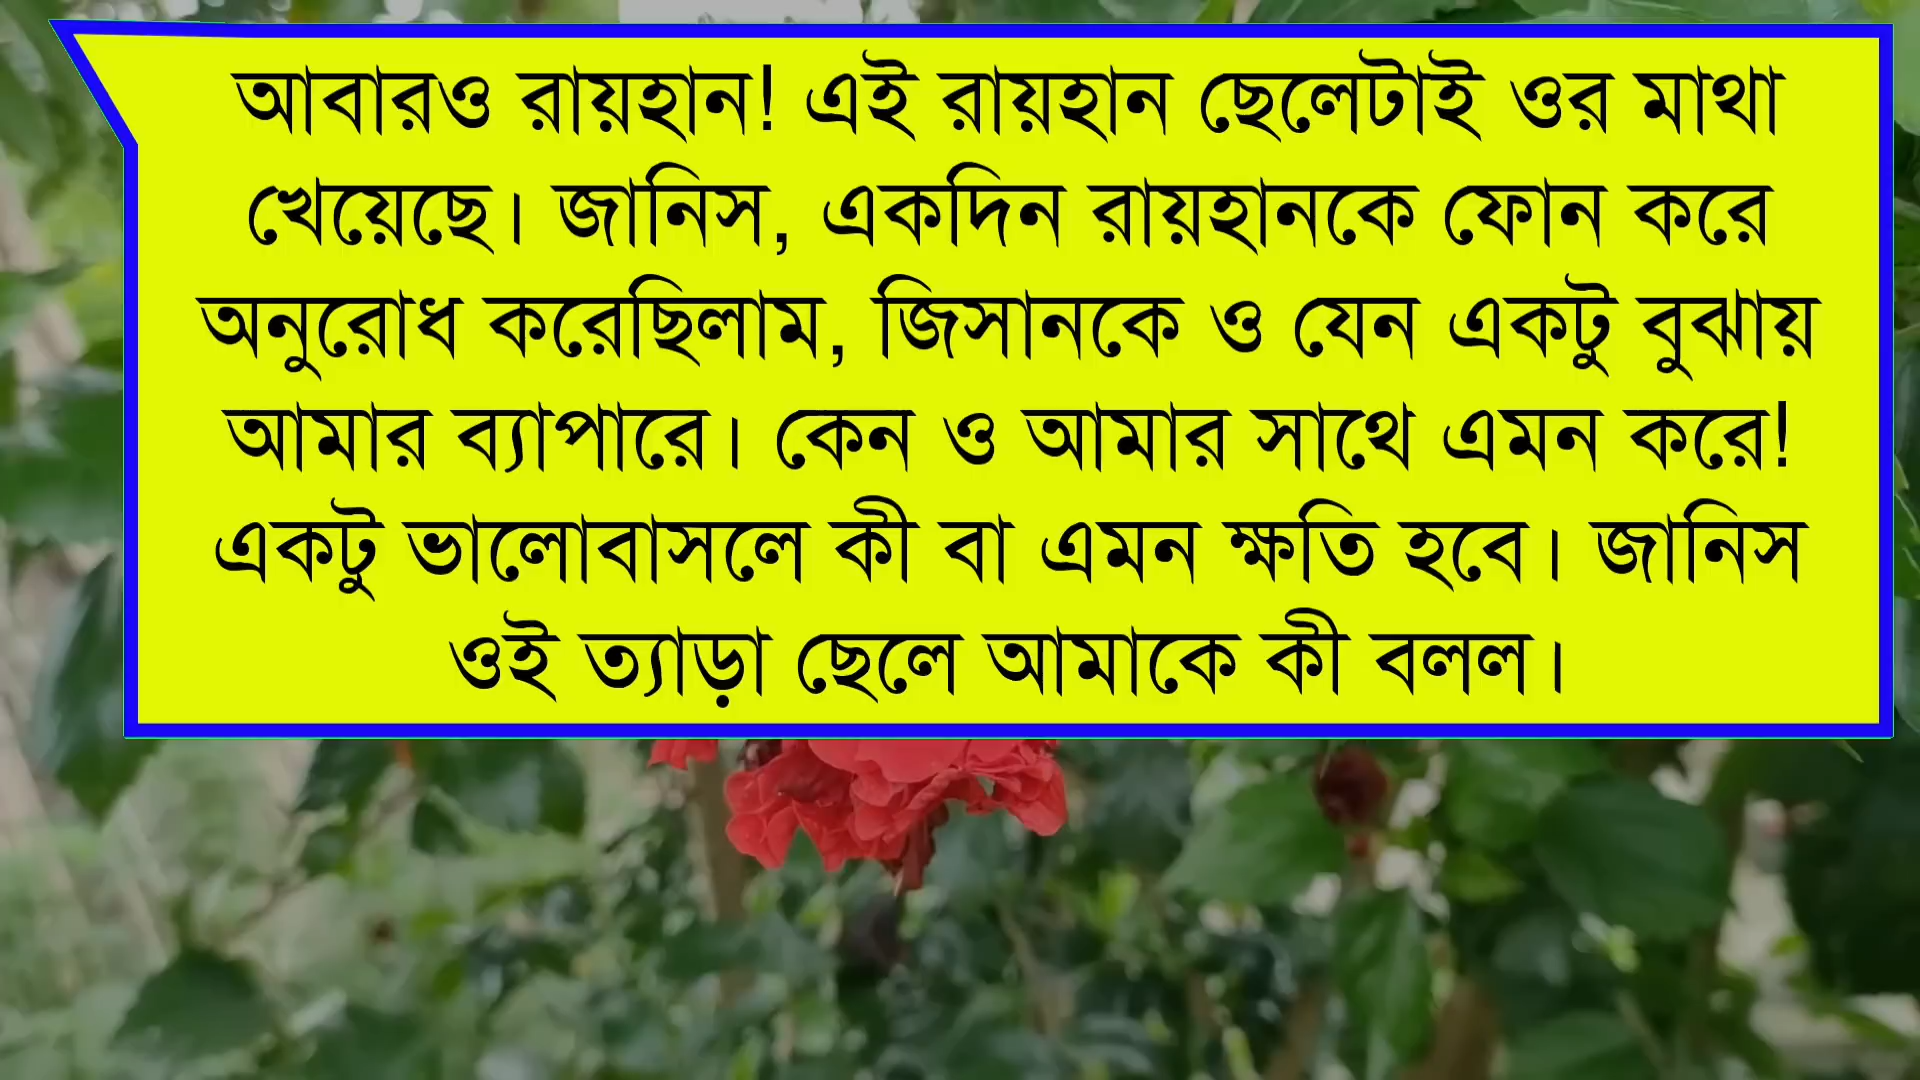 আবারও রায়হান! এই রায়হান ছেলেটাই ওর মাথা
খেয়েছে। জানিস, একদিন রায়হানকে ফোন করে
অনুরোধ করেছিলাম, জিসানকে ও যেন একটু বুঝায়
আমার ব্যাপারে। কেন ও আমার সাথে এমন করে!
একটু ভালোবাসলে কী বা এমন ক্ষতি হবে। জানিস
ওই ত্যাড়া ছেলে আমাকে কী বলল।